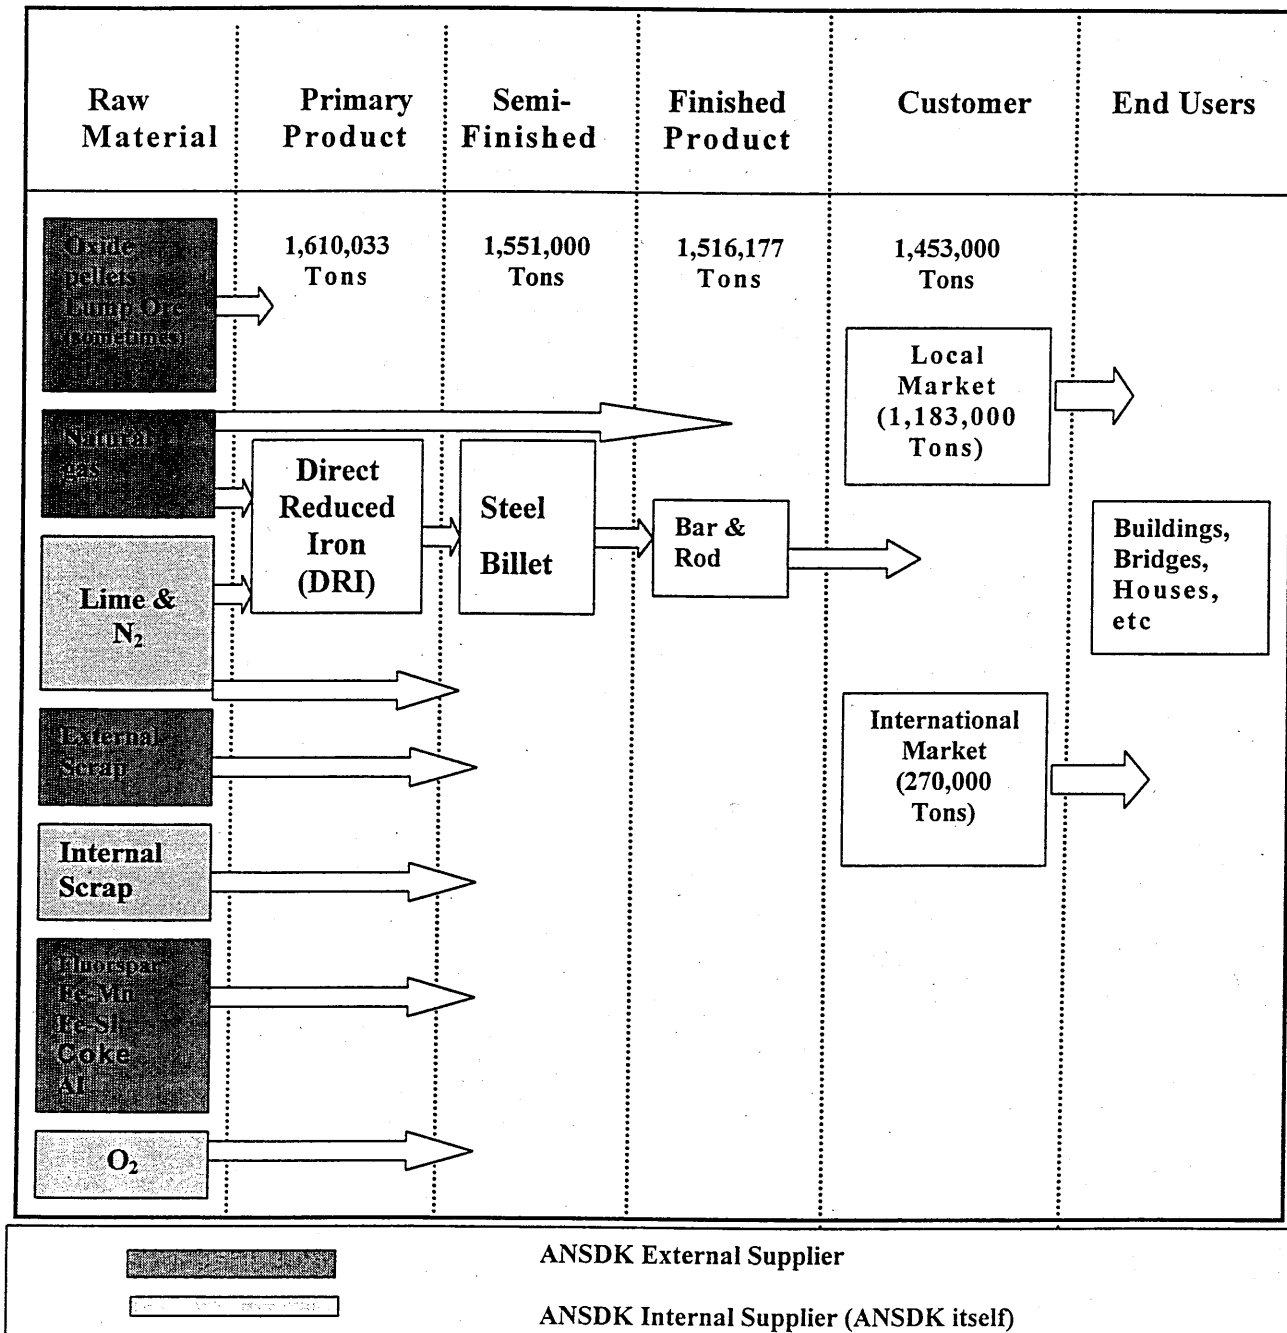 Raw
Material
Primary
Product
Semi-
Finished
Finished
Product
Customer
End Users
Oxide
pellets
Lump Ore
(sometimes)
1,610,033
Tons
1,551,000
Tons
1,516,177
Tons
1,453,000
Tons
Local
Market
(1,183,000
Tons)
Natural
gas
Direct
Reduced
Iron
(DRI)
Steel
Billet
Bar &
Rod
Buildings,
Bridges,
Houses,
etc
Lime &
N₂
External
Scrap
International
Market
(270,000
Tons)
Internal
Scrap
Fluorspar
Fe-Mn
Fe-Si
Coke
Al
O₂
ANSDK External Supplier
ANSDK Internal Supplier (ANSDK itself)